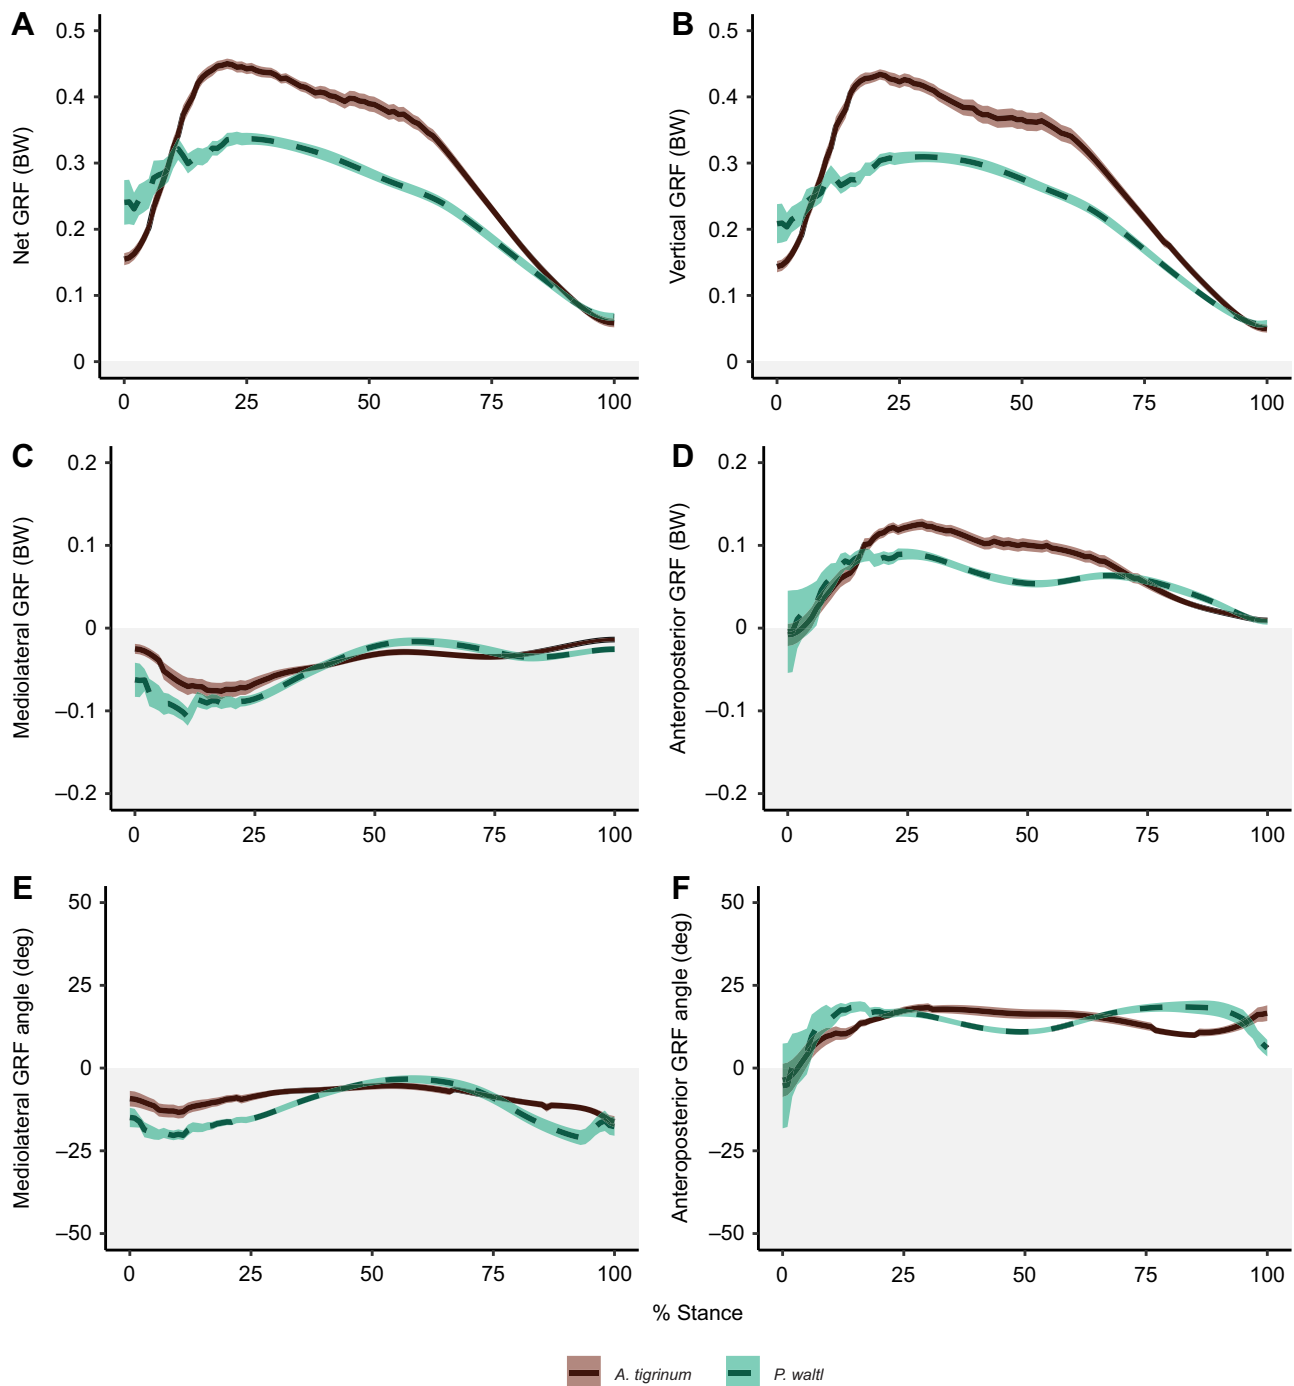 A
Net GRF (BW)
0.5
0.4
0.3
0.2
0.1
0
0 25 50 75 100
B
Vertical GRF (BW)
0.5
0.4
0.3
0.2
0.1
0
0 25 50 75 100
C
Mediolateral GRF (BW)
0.2
0.1
0
–0.1
–0.2
0 25 50 75 100
D
Anteroposterior GRF (BW)
0.2
0.1
0
–0.1
–0.2
0 25 50 75 100
E
Mediolateral GRF angle (deg)
50
25
0
–25
–50
0 25 50 75 100
F
Anteroposterior GRF angle (deg)
50
25
0
–25
–50
0 25 50 75 100
% Stance
A. tigrinum P. waltl